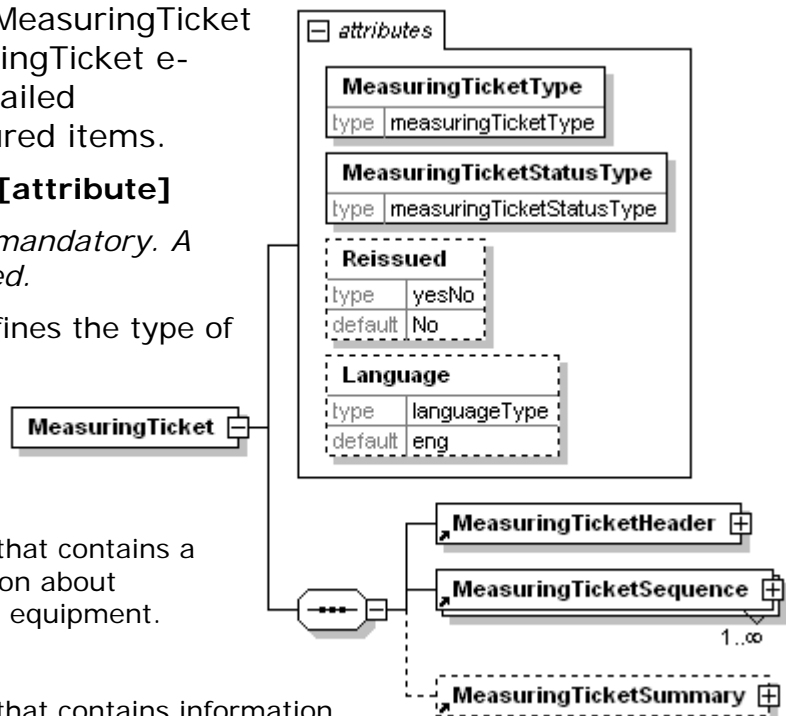 MeasuringTicket
ringTicket e-
ailed
ured items.
[attribute]
mandatory. A
ed.
fines the type of
attributes
MeasuringTicketType
type measuringTicketType
MeasuringTicketStatusType
type measuringTicketStatusType
Reissued
type yesNo
default No
Language
type languageType
default eng
MeasuringTicket
that contains a
on about
equipment.
that contains information
MeasuringTicketHeader
MeasuringTicketSequence
1..∞
MeasuringTicketSummary